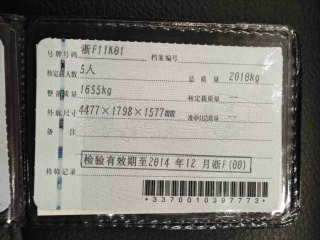 号牌号码 浙F11K01 档案编号
核定载人数 5人 总质量 2010kg
整备质量 1655kg 核定载质量 --
外廓尺寸 4477×1798×1577mm 准牵引总质量 --
备注
检验有效期至2014年12月浙F(00)
检验记录
*3370010397773*